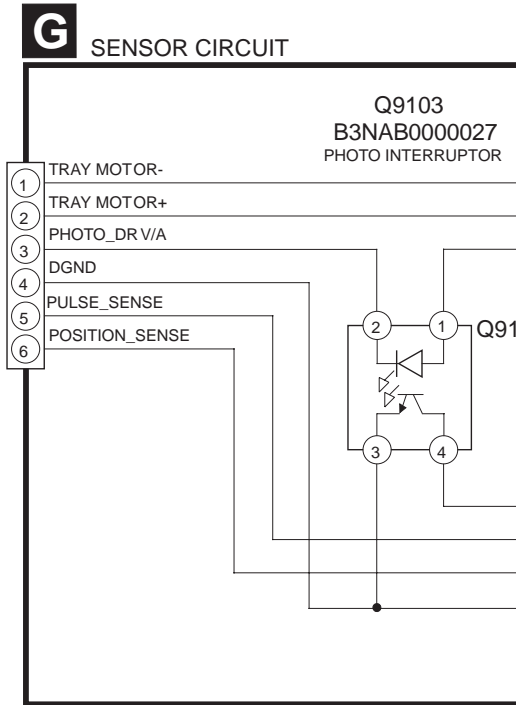 G SENSOR CIRCUIT
Q9103
B3NAB0000027
PHOTO INTERRUPTOR
1 TRAY MOTOR-
2 TRAY MOTOR+
3 PHOTO_DR V/A
4 DGND
5 PULSE_SENSE
6 POSITION_SENSE
2 1 Q91
3 4